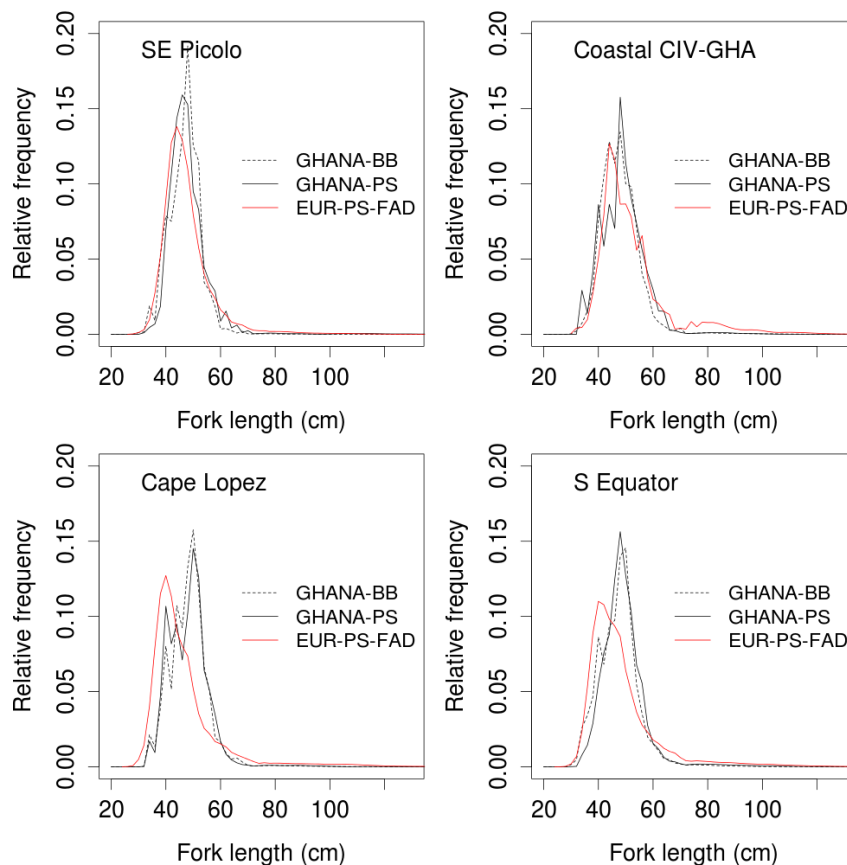 SE Picolo
Relative frequency
0.00 0.05 0.10 0.15 0.20
GHANA-BB
GHANA-PS
EUR-PS-FAD
20 40 60 80 100
Fork length (cm)
Coastal CIV-GHA
Relative frequency
0.00 0.05 0.10 0.15 0.20
GHANA-BB
GHANA-PS
EUR-PS-FAD
20 40 60 80 100
Fork length (cm)
Cape Lopez
Relative frequency
0.00 0.05 0.10 0.15 0.20
GHANA-BB
GHANA-PS
EUR-PS-FAD
20 40 60 80 100
Fork length (cm)
S Equator
Relative frequency
0.00 0.05 0.10 0.15 0.20
GHANA-BB
GHANA-PS
EUR-PS-FAD
20 40 60 80 100
Fork length (cm)